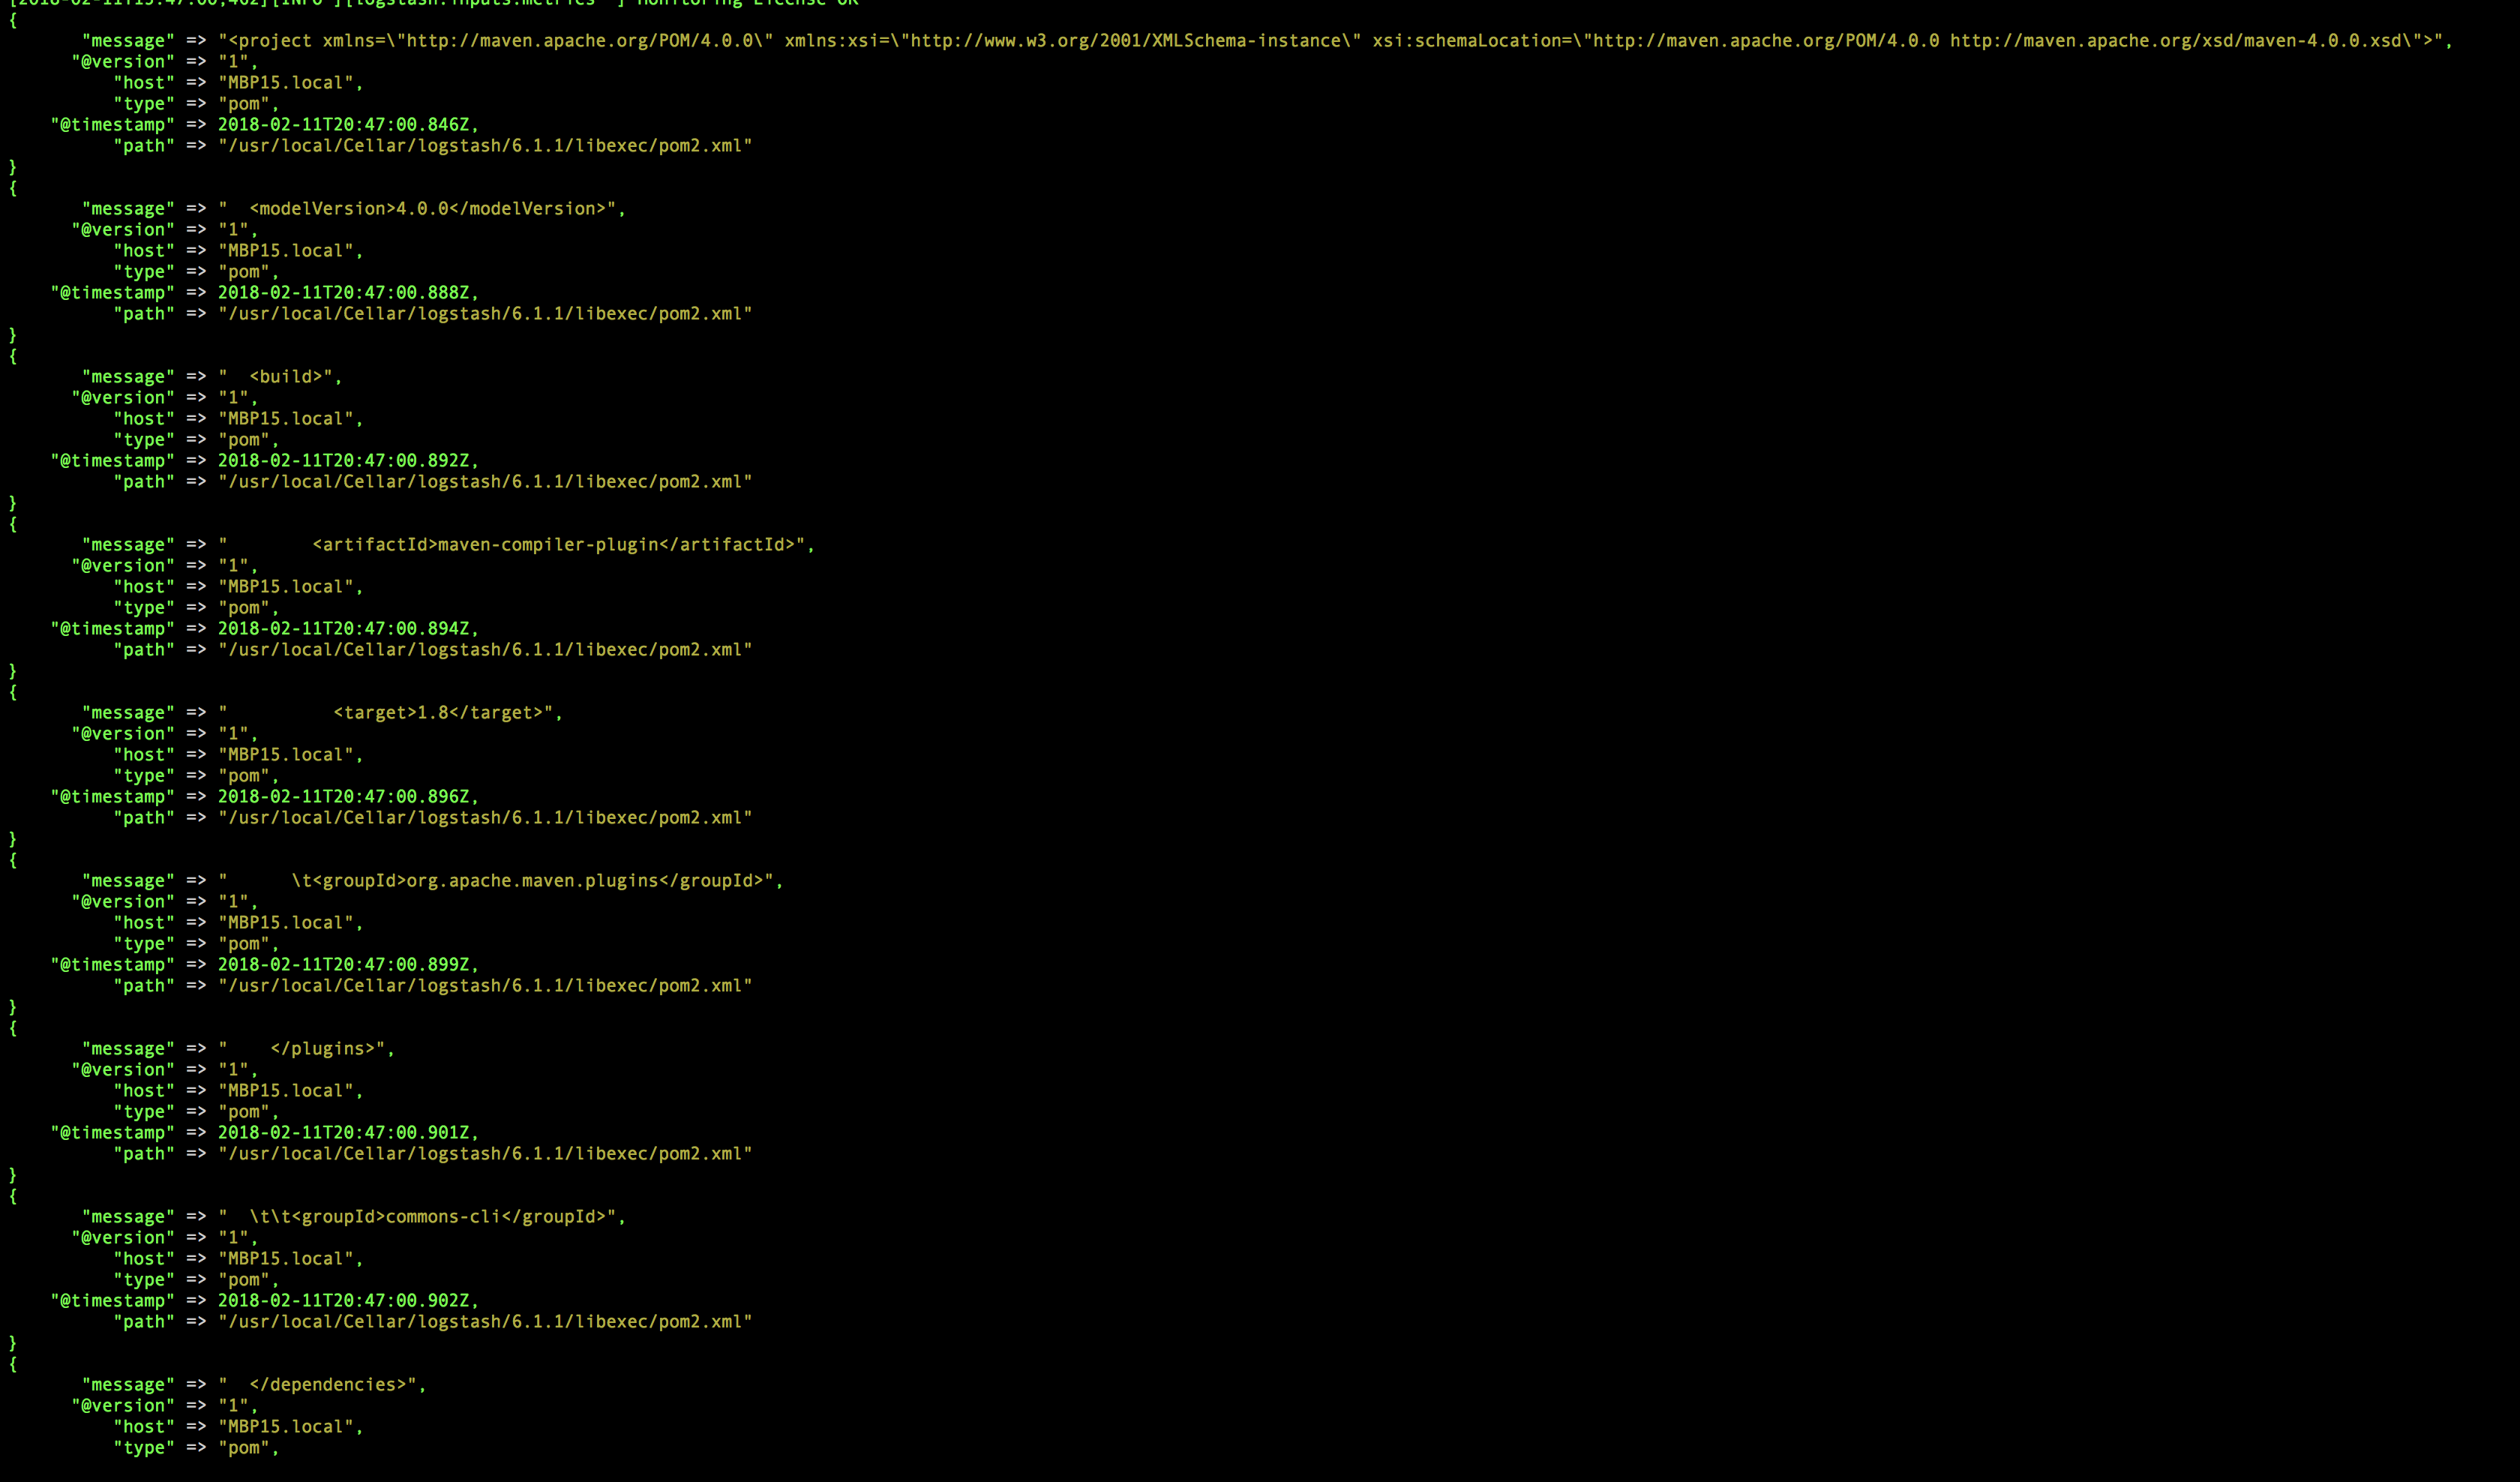 [2018-02-11T15:47:00,462][INFO ][logstash.inputs.metrics  ] Monitoring License OK
{
"message" => "<project xmlns=\"http://maven.apache.org/POM/4.0.0\" xmlns:xsi=\"http://www.w3.org/2001/XMLSchema-instance\" xsi:schemaLocation=\"http://maven.apache.org/POM/4.0.0 http://maven.apache.org/xsd/maven-4.0.0.xsd\">",
"@version" => "1",
"host" => "MBP15.local",
"type" => "pom",
"@timestamp" => 2018-02-11T20:47:00.846Z,
"path" => "/usr/local/Cellar/logstash/6.1.1/libexec/pom2.xml"
}
{
"message" => "  <modelVersion>4.0.0</modelVersion>",
"@version" => "1",
"host" => "MBP15.local",
"type" => "pom",
"@timestamp" => 2018-02-11T20:47:00.888Z,
"path" => "/usr/local/Cellar/logstash/6.1.1/libexec/pom2.xml"
}
{
"message" => "  <build>",
"@version" => "1",
"host" => "MBP15.local",
"type" => "pom",
"@timestamp" => 2018-02-11T20:47:00.892Z,
"path" => "/usr/local/Cellar/logstash/6.1.1/libexec/pom2.xml"
}
{
"message" => "        <artifactId>maven-compiler-plugin</artifactId>",
"@version" => "1",
"host" => "MBP15.local",
"type" => "pom",
"@timestamp" => 2018-02-11T20:47:00.894Z,
"path" => "/usr/local/Cellar/logstash/6.1.1/libexec/pom2.xml"
}
{
"message" => "          <target>1.8</target>",
"@version" => "1",
"host" => "MBP15.local",
"type" => "pom",
"@timestamp" => 2018-02-11T20:47:00.896Z,
"path" => "/usr/local/Cellar/logstash/6.1.1/libexec/pom2.xml"
}
{
"message" => "      \t<groupId>org.apache.maven.plugins</groupId>",
"@version" => "1",
"host" => "MBP15.local",
"type" => "pom",
"@timestamp" => 2018-02-11T20:47:00.899Z,
"path" => "/usr/local/Cellar/logstash/6.1.1/libexec/pom2.xml"
}
{
"message" => "    </plugins>",
"@version" => "1",
"host" => "MBP15.local",
"type" => "pom",
"@timestamp" => 2018-02-11T20:47:00.901Z,
"path" => "/usr/local/Cellar/logstash/6.1.1/libexec/pom2.xml"
}
{
"message" => "  \t\t<groupId>commons-cli</groupId>",
"@version" => "1",
"host" => "MBP15.local",
"type" => "pom",
"@timestamp" => 2018-02-11T20:47:00.902Z,
"path" => "/usr/local/Cellar/logstash/6.1.1/libexec/pom2.xml"
}
{
"message" => "  </dependencies>",
"@version" => "1",
"host" => "MBP15.local",
"type" => "pom",